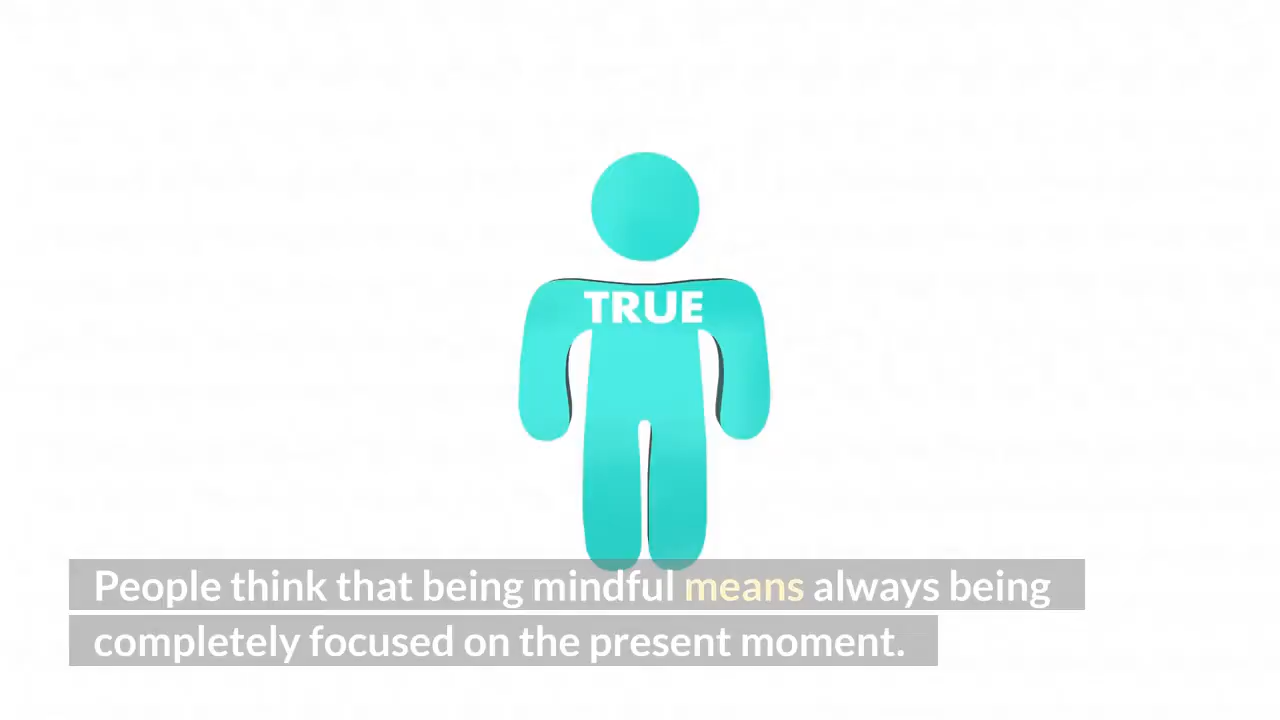 TRUE
People think that being mindful means always being
completely focused on the present moment.